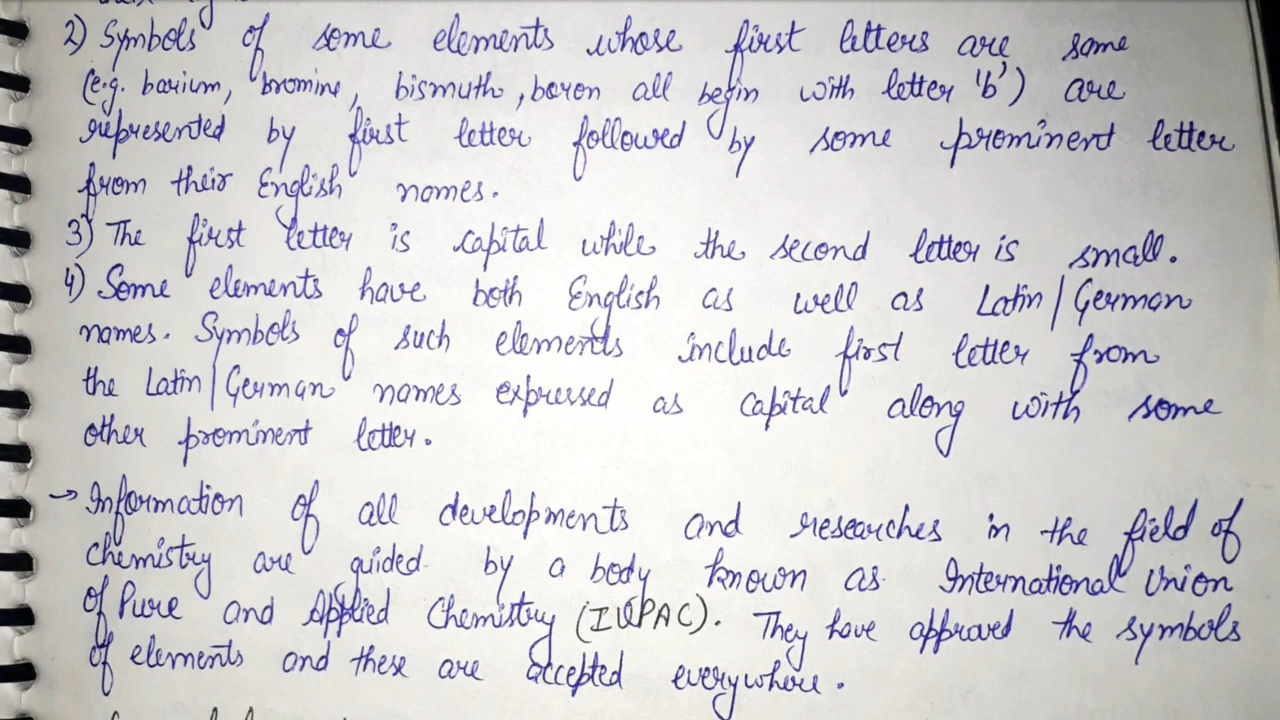 2) Symbols of some elements whose first letters are same
(e.g. barium, bromine, bismuth, boron all begin with letter 'b') are
represented by first letter followed by some prominent letter
from their English names.
3) The first letter is capital while the second letter is small.
4) Some elements have both English as well as Latin/German
names. Symbols of such elements include first letter from
the Latin/German names expressed as capital along with some
other prominent letter.
→ Information of all developments and researches in the field of
chemistry are guided by a body known as International Union
of Pure and Applied Chemistry (IUPAC). They have approved the symbols
of elements and these are accepted everywhere.